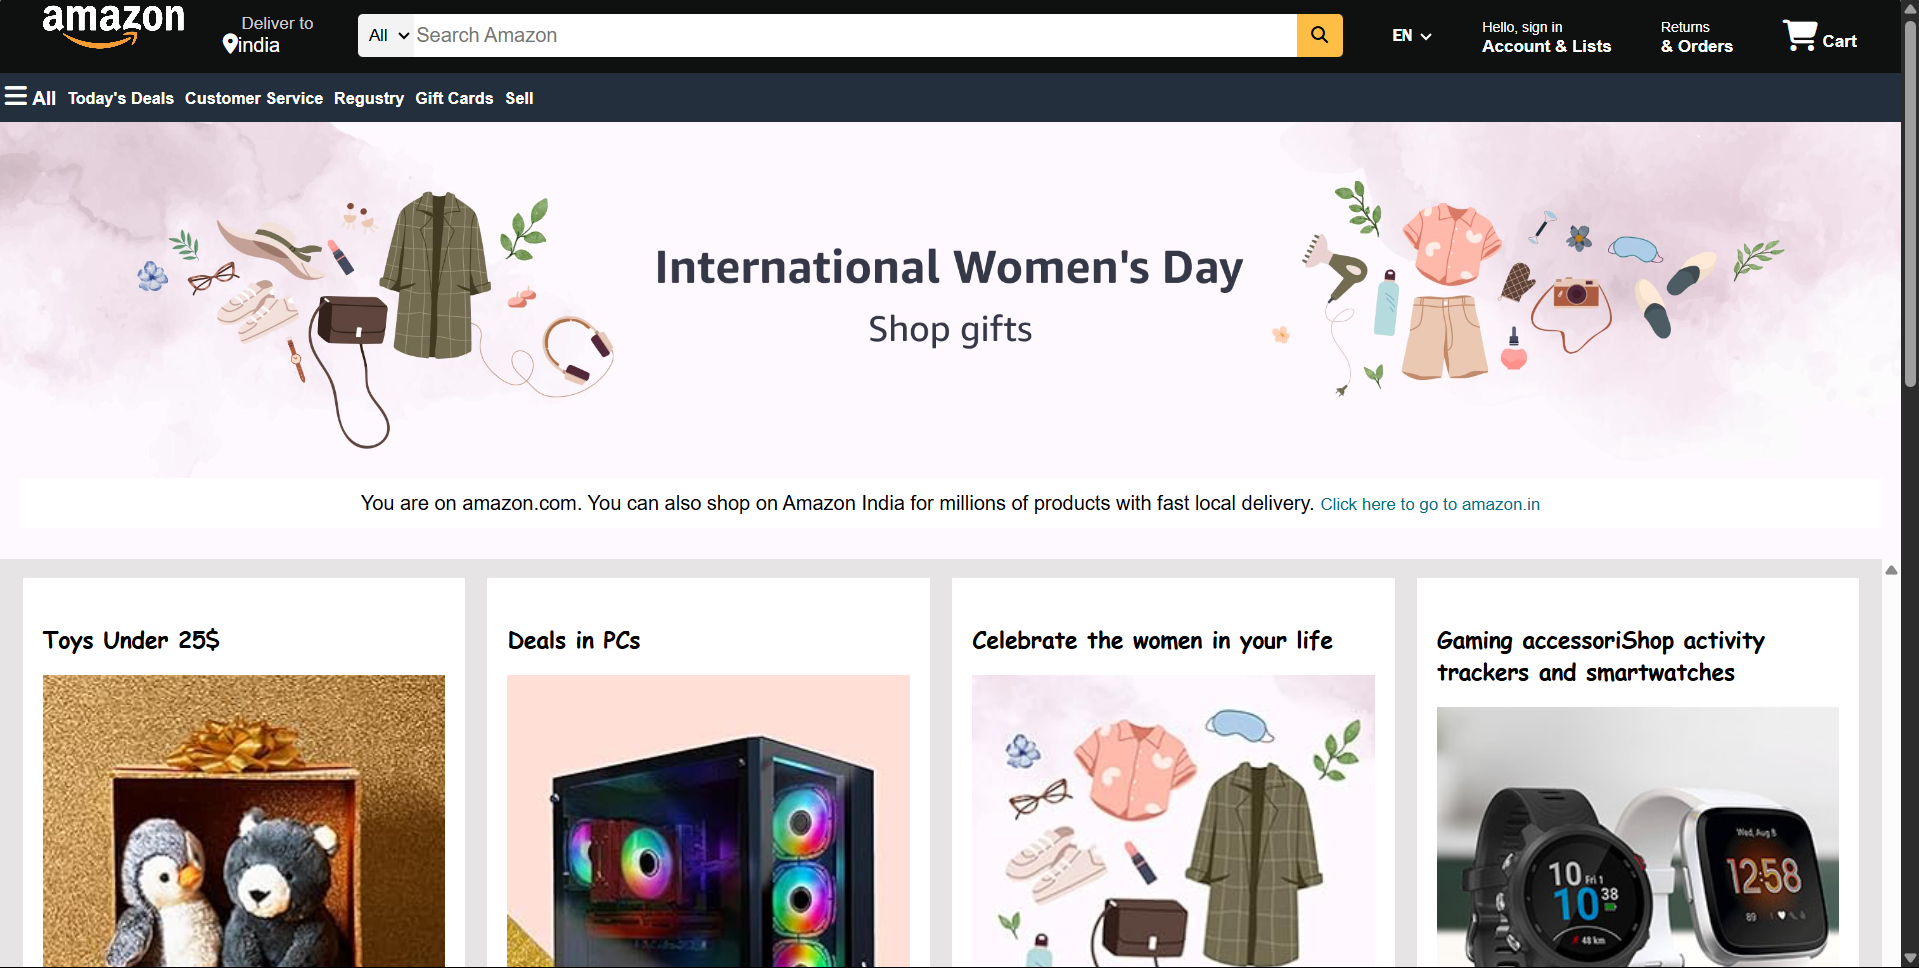 amazon
Deliver to
india
All
Search Amazon
EN
Hello, sign in
Account & Lists
Returns
& Orders
Cart
All Today's Deals Customer Service Regustry Gift Cards Sell
International Women's Day
Shop gifts
You are on amazon.com. You can also shop on Amazon India for millions of products with fast local delivery. Click here to go to amazon.in
Toys Under 25$
Deals in PCs
Celebrate the women in your life
Gaming accessoriShop activity
trackers and smartwatches
10 Fri 1
10 38
48 km
Wed, Aug 8
12:58
89